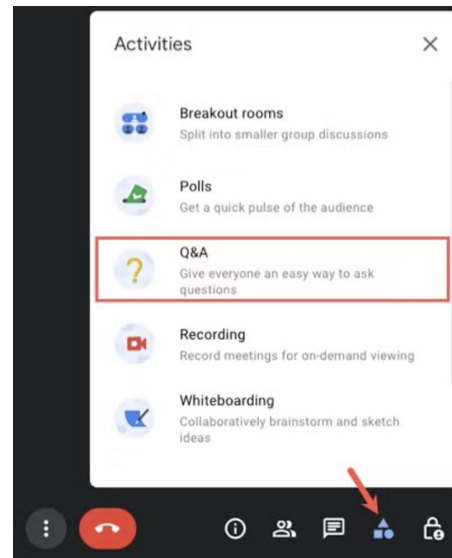 Activities
Breakout rooms
Split into smaller group discussions
Polls
Get a quick pulse of the audience
Q&A
Give everyone an easy way to ask
questions
Recording
Record meetings for on-demand viewing
Whiteboarding
Collaboratively brainstorm and sketch
ideas